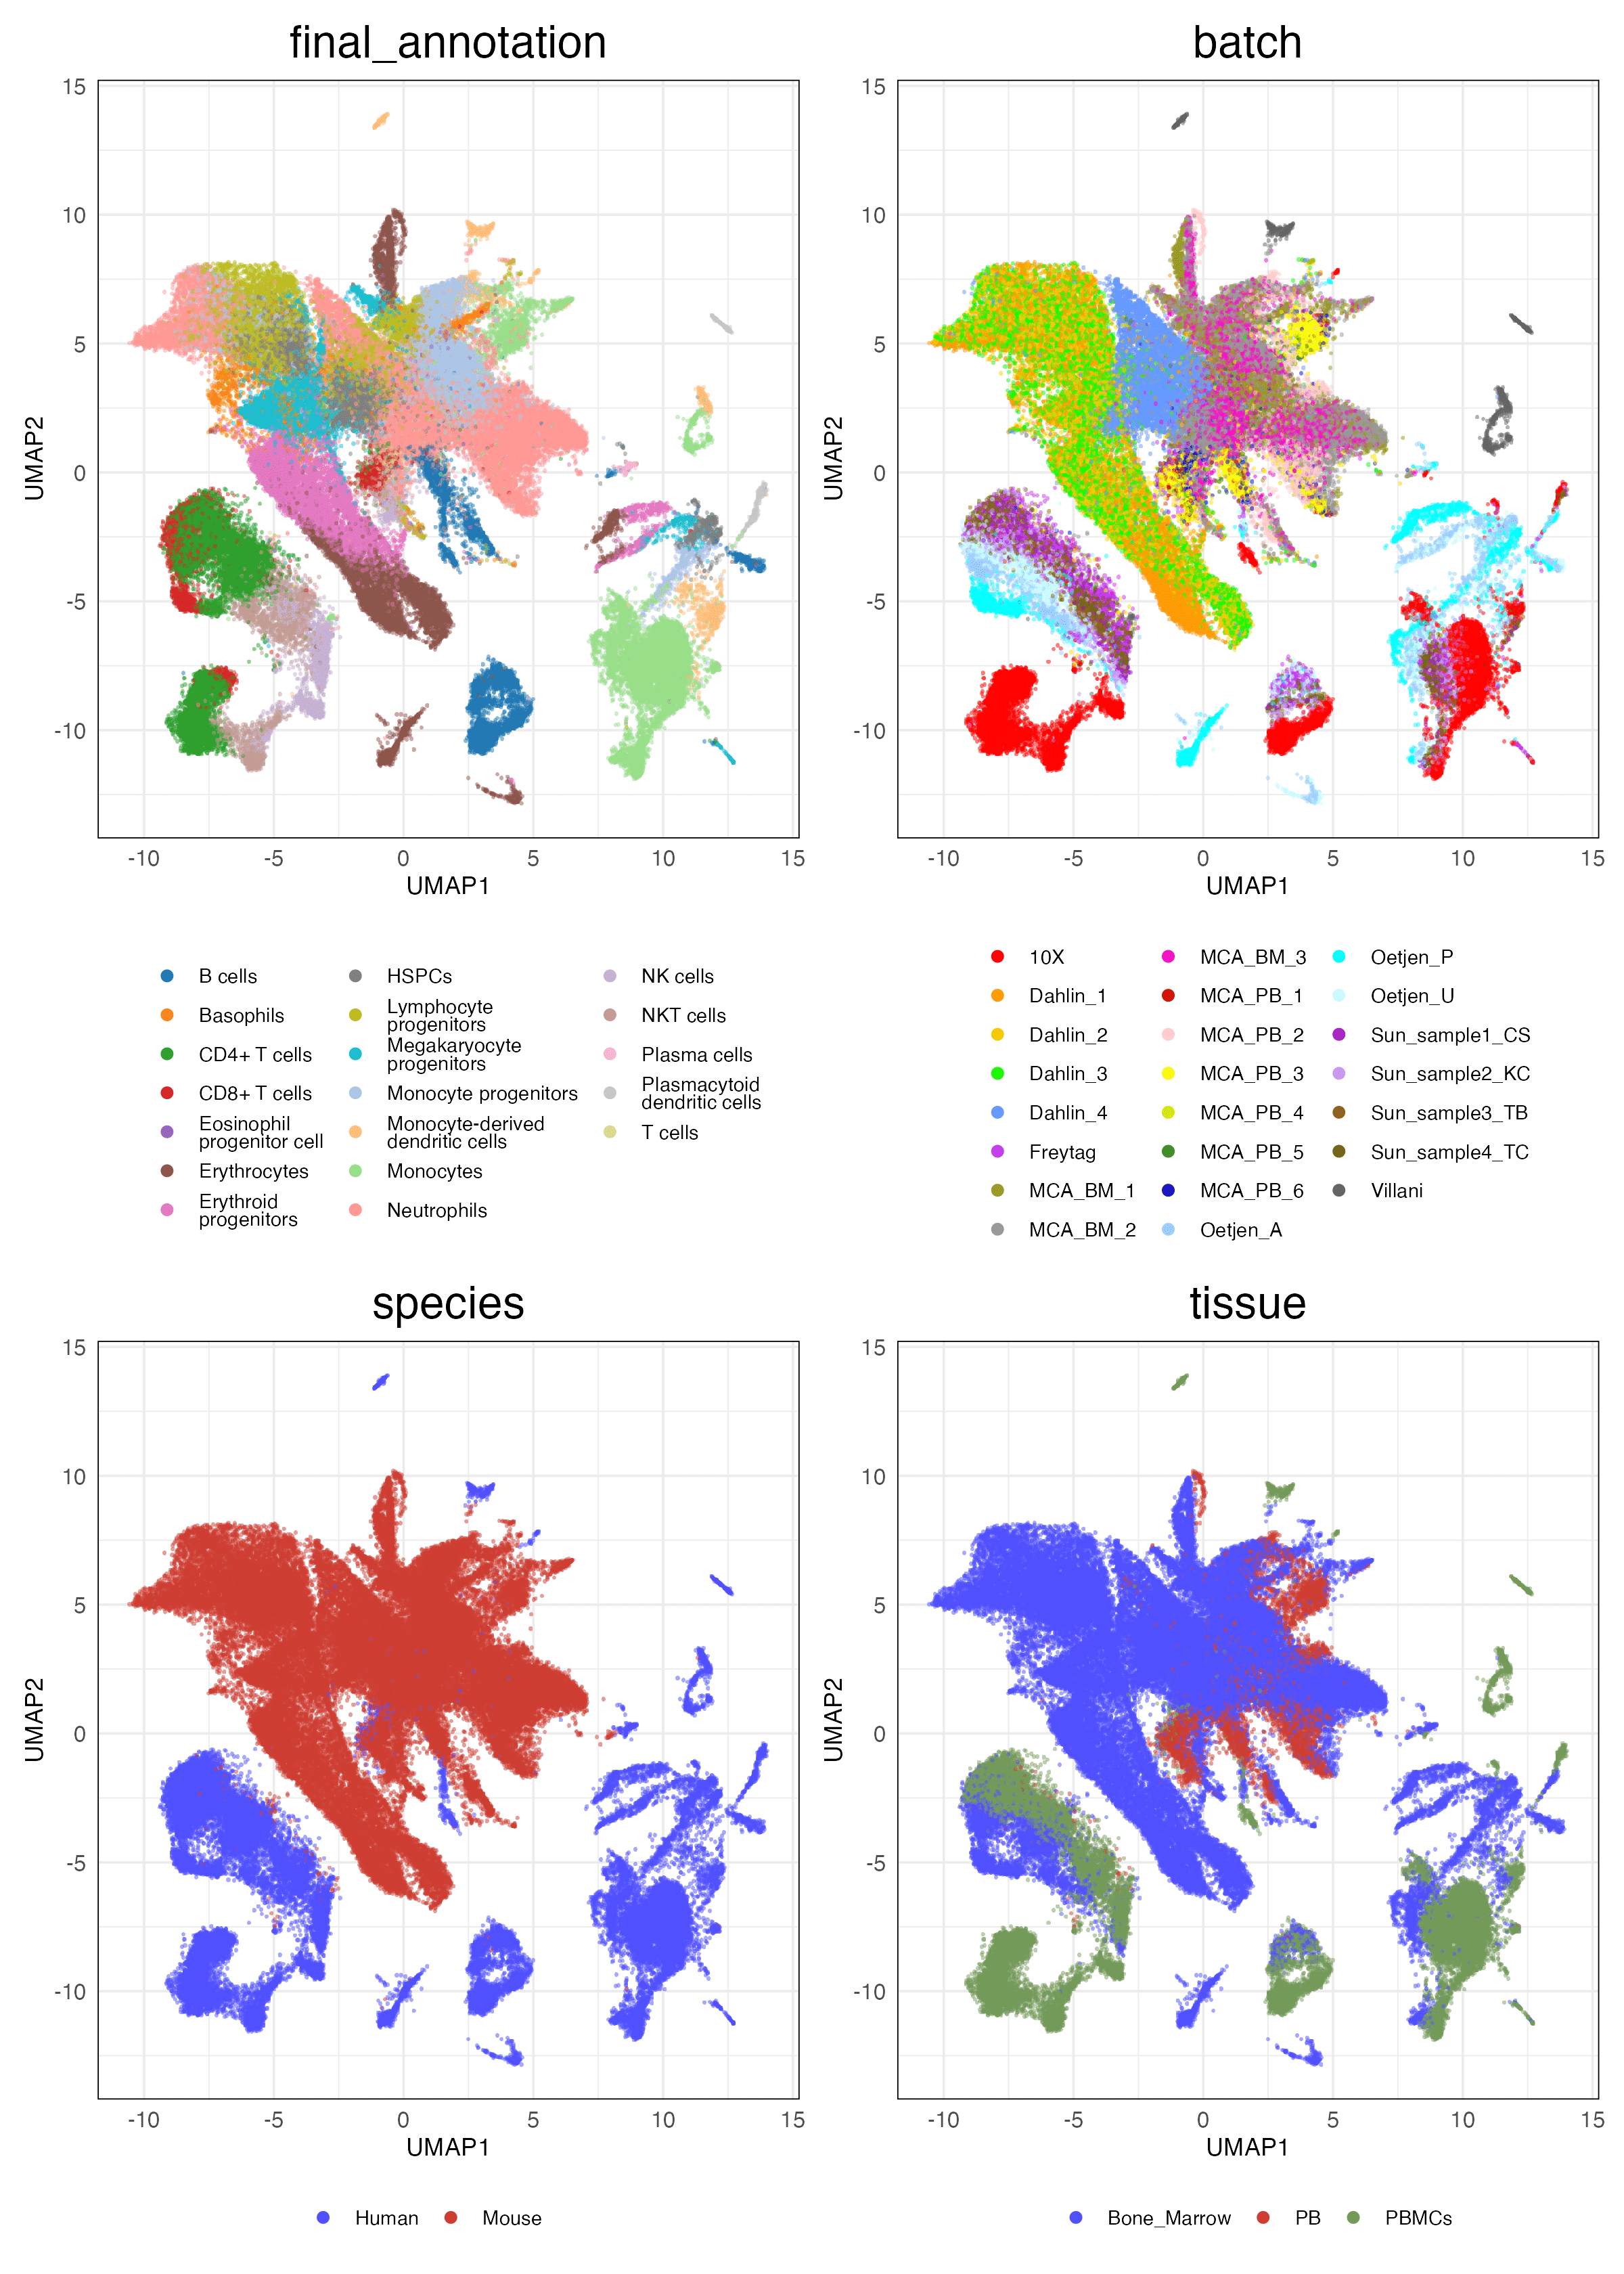 final_annotation
batch
15
10
5
0
-5
-10
UMAP2
-10
-5
0
5
10
15
UMAP1
15
10
5
0
-5
-10
UMAP2
-10
-5
0
5
10
15
UMAP1
B cells
Basophils
CD4+ T cells
CD8+ T cells
Eosinophil
progenitor cell
Erythrocytes
Erythroid
progenitors
HSPCs
Lymphocyte
progenitors
Megakaryocyte
progenitors
Monocyte progenitors
Monocyte-derived
dendritic cells
Monocytes
Neutrophils
NK cells
NKT cells
Plasma cells
Plasmacytoid
dendritic cells
T cells
10X
Dahlin_1
Dahlin_2
Dahlin_3
Dahlin_4
Freytag
MCA_BM_1
MCA_BM_2
MCA_BM_3
MCA_PB_1
MCA_PB_2
MCA_PB_3
MCA_PB_4
MCA_PB_5
MCA_PB_6
Oetjen_A
Oetjen_P
Oetjen_U
Sun_sample1_CS
Sun_sample2_KC
Sun_sample3_TB
Sun_sample4_TC
Villani
species
tissue
15
10
5
0
-5
-10
UMAP2
-10
-5
0
5
10
15
UMAP1
15
10
5
0
-5
-10
UMAP2
-10
-5
0
5
10
15
UMAP1
Human
Mouse
Bone_Marrow
PB
PBMCs